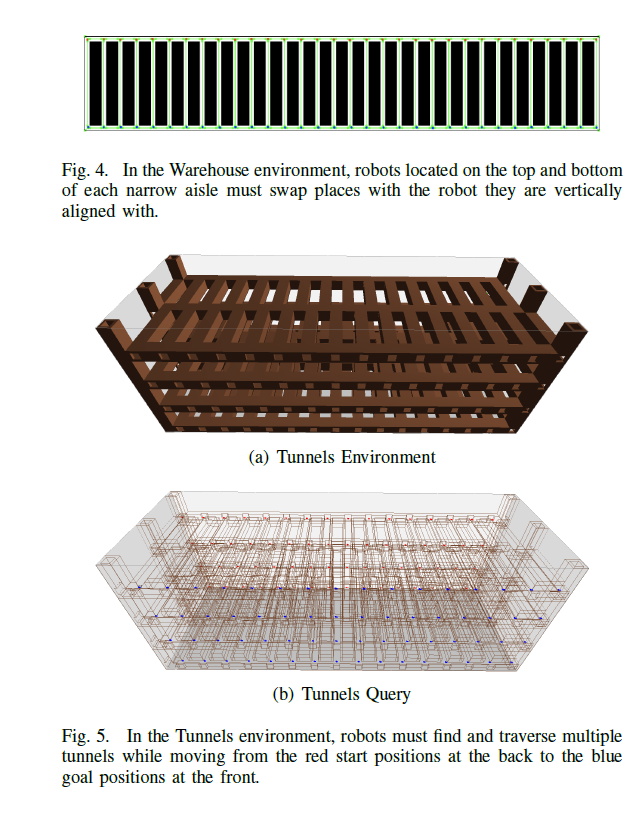 Fig. 4. In the Warehouse environment, robots located on the top and bottom
of each narrow aisle must swap places with the robot they are vertically
aligned with.
(a) Tunnels Environment
(b) Tunnels Query
Fig. 5. In the Tunnels environment, robots must find and traverse multiple
tunnels while moving from the red start positions at the back to the blue
goal positions at the front.